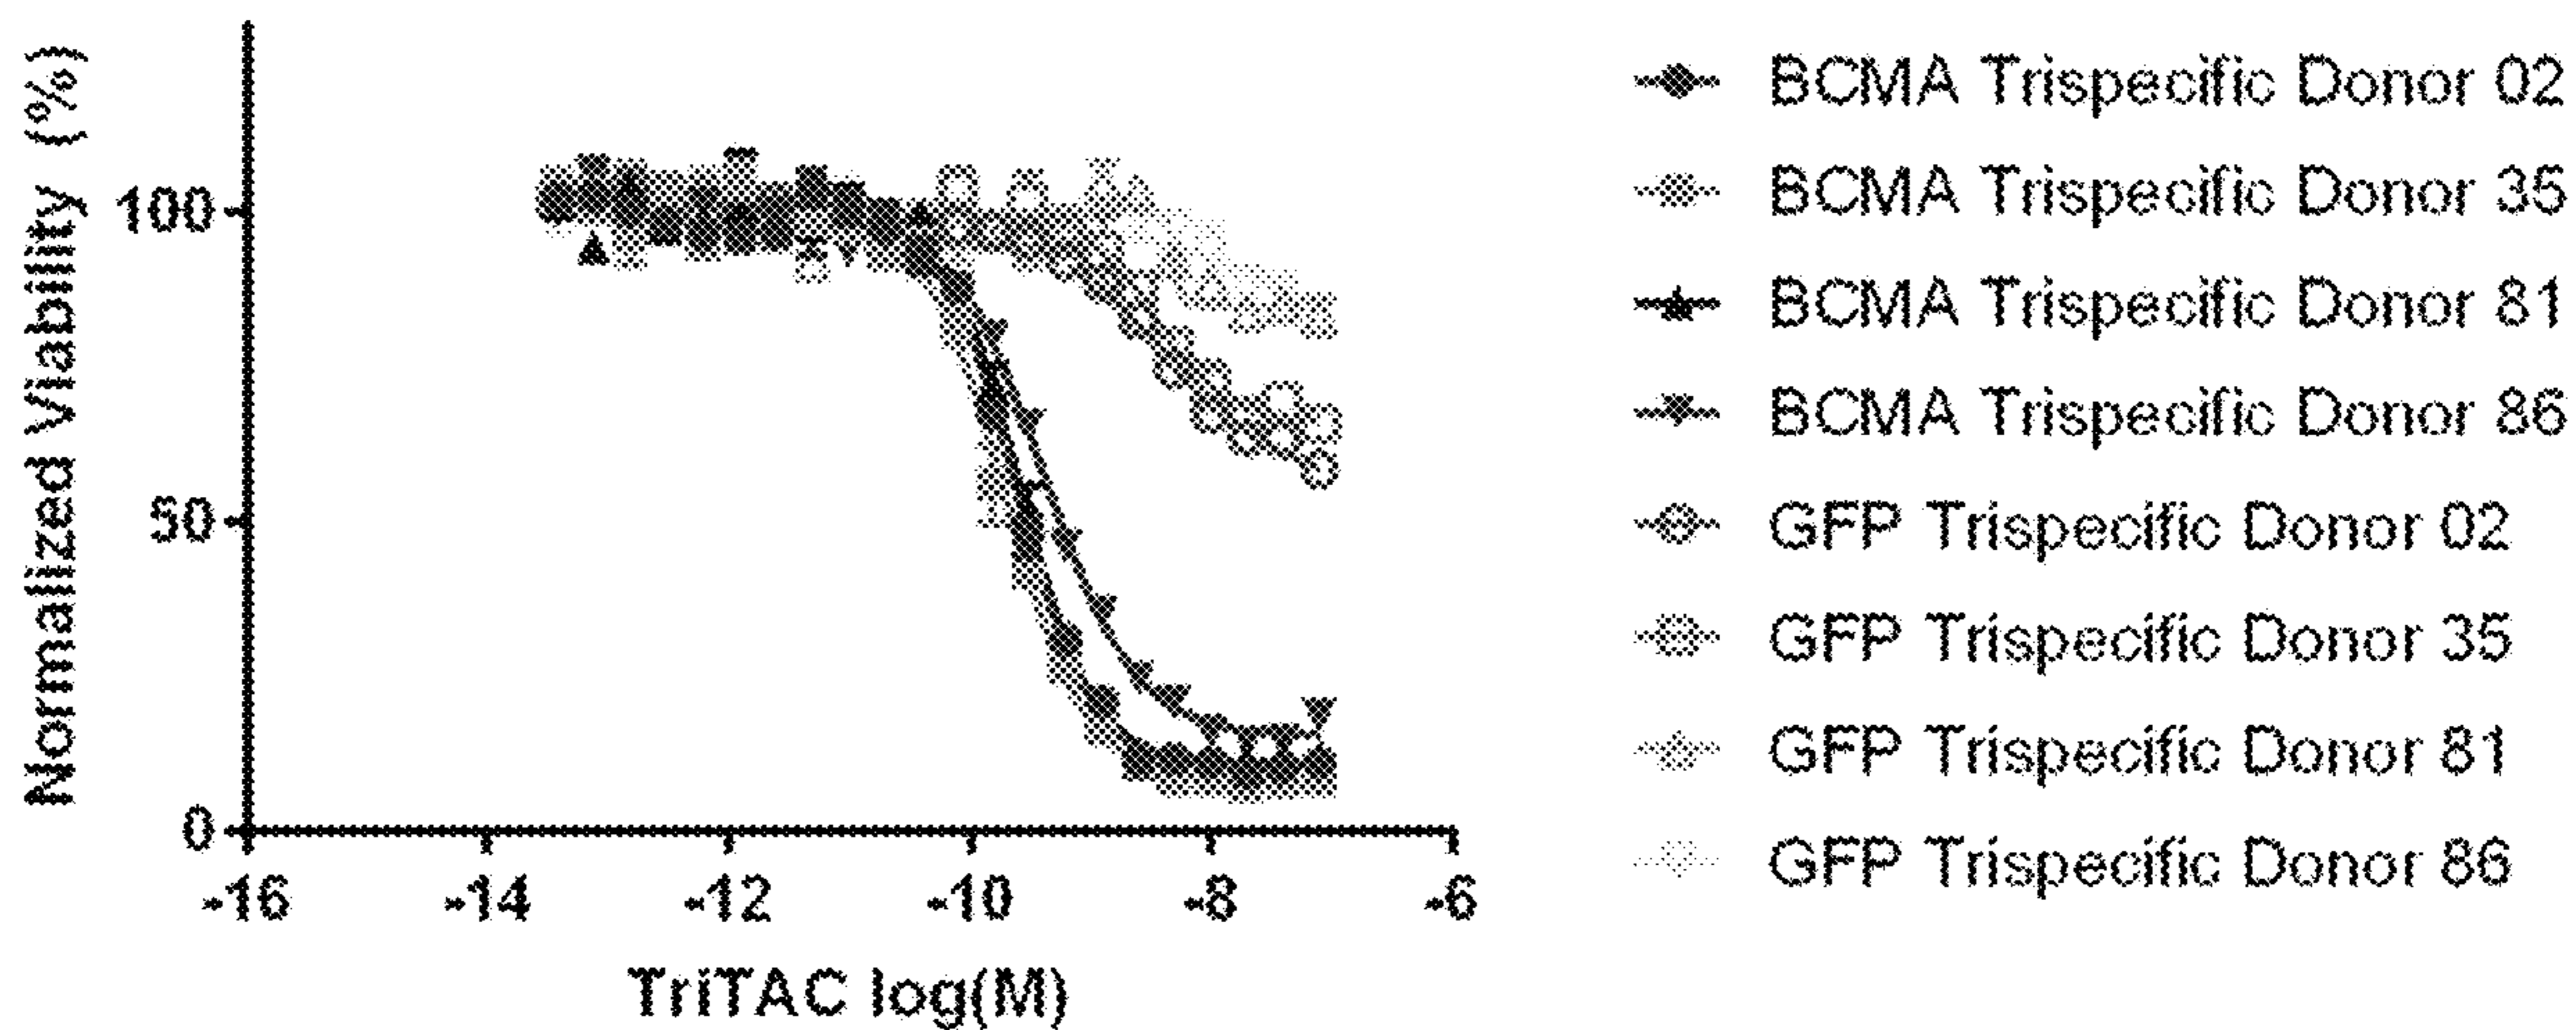 Normalized Viability (%)
100
50
0
-16
-14
-12
-10
-8
-6
TriTAC log(M)
BCMA Trispecific Donor 02
BCMA Trispecific Donor 35
BCMA Trispecific Donor 81
BCMA Trispecific Donor 86
GFP Trispecific Donor 02
GFP Trispecific Donor 35
GFP Trispecific Donor 81
GFP Trispecific Donor 86